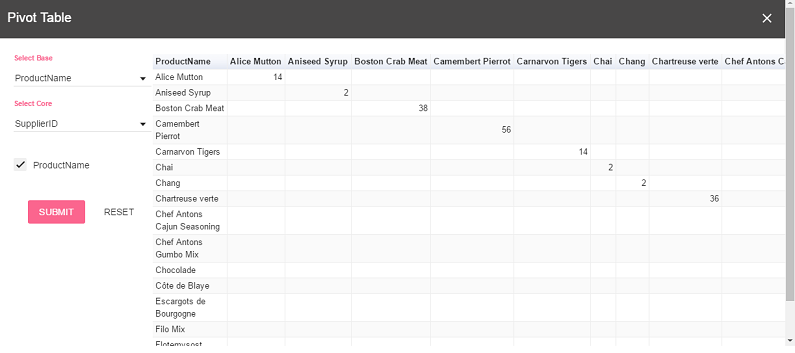 Pivot Table
Select Base
ProductName
Select Core
SupplierID
ProductName
SUBMIT RESET
ProductName Alice Mutton Aniseed Syrup Boston Crab Meat Camembert Pierrot Carnarvon Tigers Chai Chang Chartreuse verte Chef Antons
Alice Mutton 14
Aniseed Syrup 2
Boston Crab Meat 38
Camembert
Pierrot 56
Carnarvon Tigers 14
Chai 2
Chang 2
Chartreuse verte 36
Chef Antons
Cajun Seasoning
Chef Antons
Gumbo Mix
Chocolade
Côte de Blaye
Escargots de
Bourgogne
Filo Mix